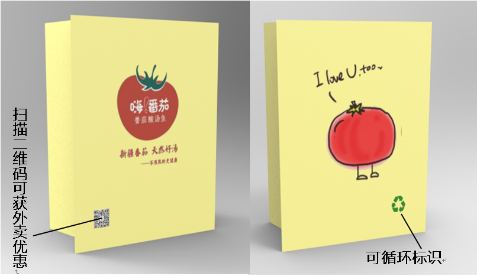 扫描二维码可获外卖优惠
嗨番茄
番茄酸汤鱼
新疆番茄 天然好汤
I love U. too~
可循环标识